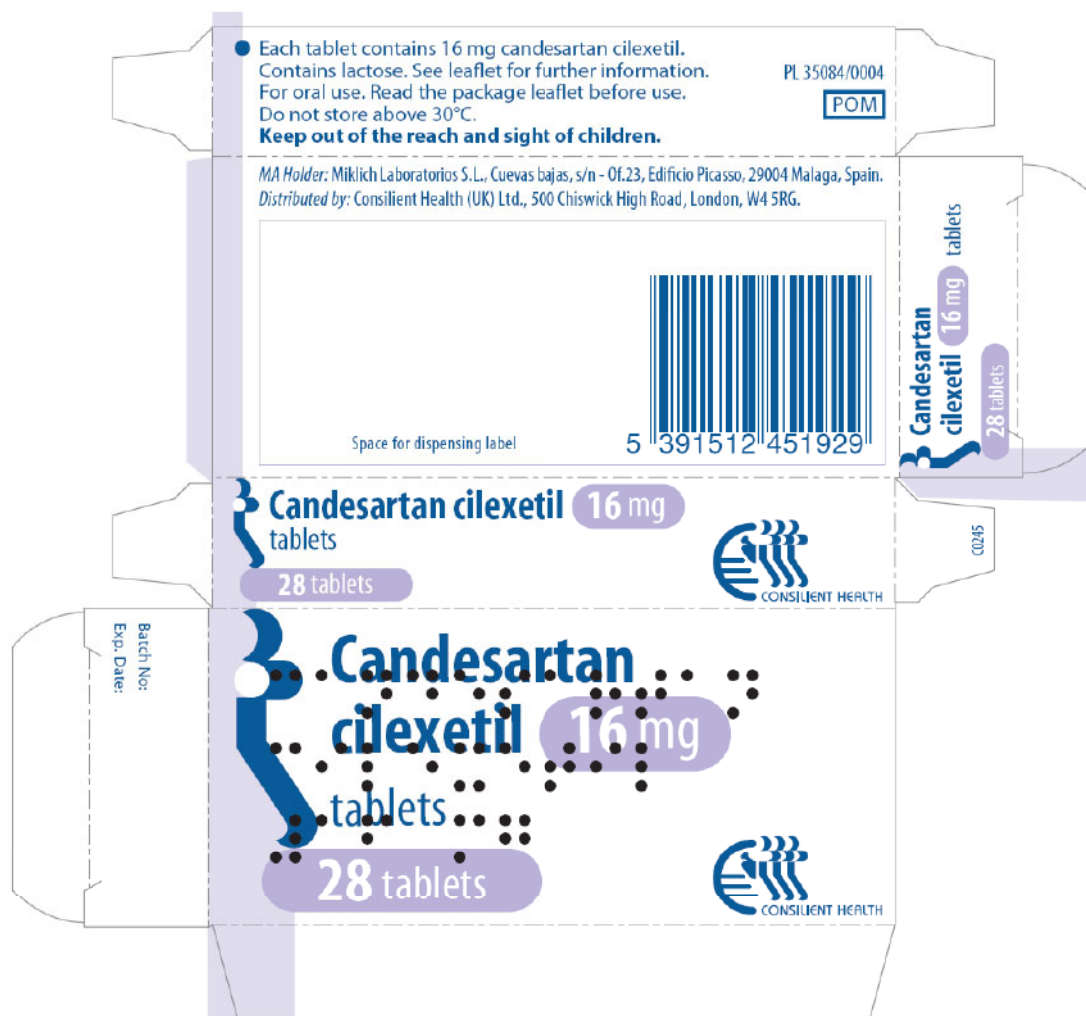 Each tablet contains 16 mg candesartan cilexetil.
Contains lactose. See leaflet for further information.
For oral use. Read the package leaflet before use.
Do not store above 30°C.
Keep out of the reach and sight of children.
PL 35084/0004
POM
MA Holder: Miklich Laboratorios S.L., Cuevas bajas, s/n - Of.23, Edificio Picasso, 29004 Malaga, Spain.
Distributed by: Consilient Health (UK) Ltd., 500 Chiswick High Road, London, W4 5RG.
Space for dispensing label
5 391512 451929
Candesartan
cilexetil 16 mg tablets
28 tablets
Candesartan cilexetil 16 mg
tablets
28 tablets
CONSILIENT HEALTH
C0245
Batch No:
Exp. Date:
Candesartan
cilexetil 16 mg
tablets
28 tablets
CONSILIENT HEALTH